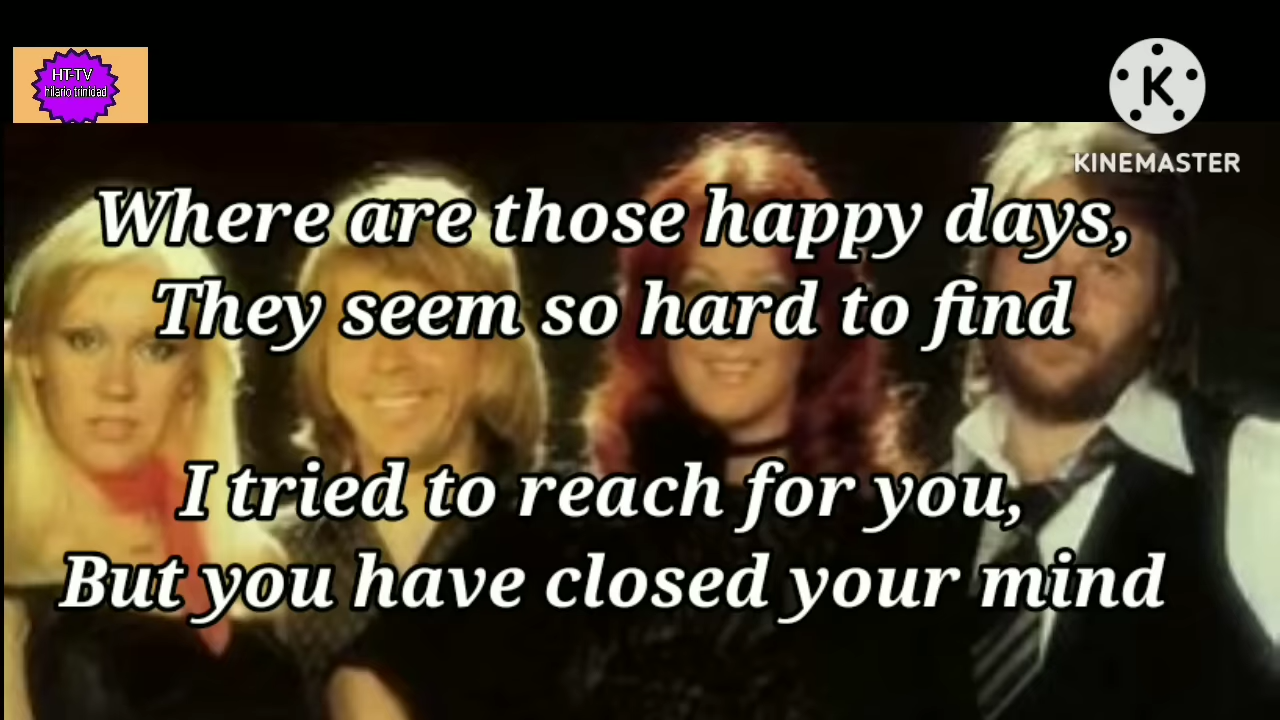 HT-TV
hilario trinidad
K
KINEMASTER
Where are those happy days,
They seem so hard to find
I tried to reach for you,
But you have closed your mind